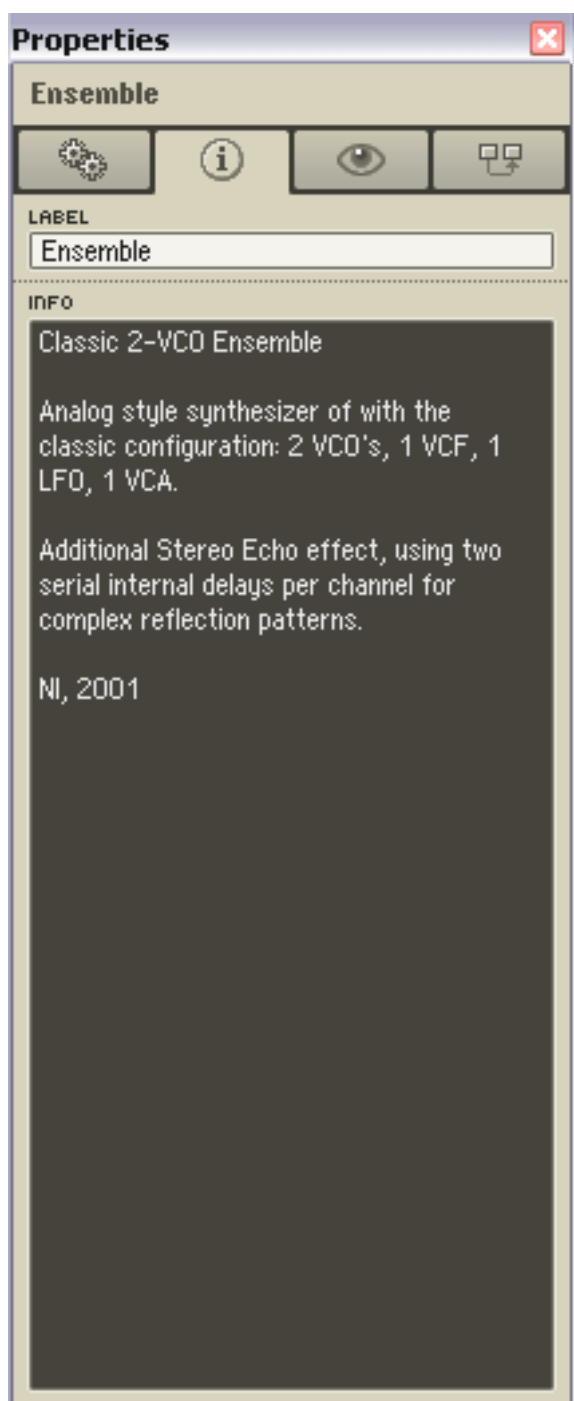 Properties
Ensemble
LABEL
Ensemble
INFO
Classic 2-VCO Ensemble
Analog style synthesizer of with the
classic configuration: 2 VCO's, 1 VCF, 1
LFO, 1 VCA.
Additional Stereo Echo effect, using two
serial internal delays per channel for
complex reflection patterns.
NI, 2001